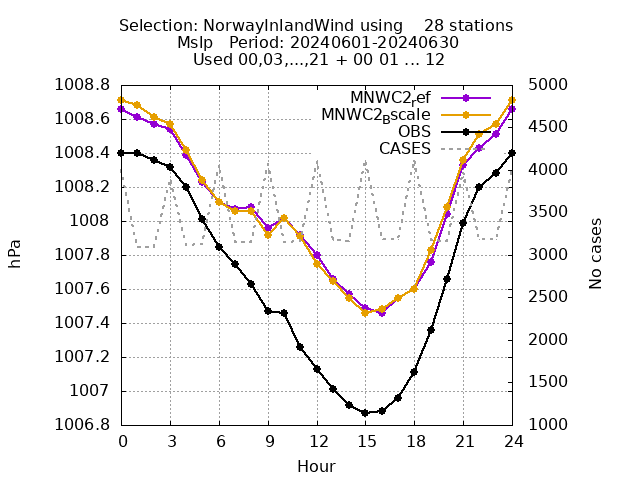 Selection: NorwayInlandWind using    28 stations
Mslp   Period: 20240601-20240630
Used 00,03,...,21 + 00 01 ... 12
1008.8
1008.6
1008.4
1008.2
1008
1007.8
1007.6
1007.4
1007.2
1007
1006.8
hPa
MNWC2_ref
MNWC2_Bscale
OBS
CASES
5000
4500
4000
3500
3000
2500
2000
1500
1000
No cases
0 3 6 9 12 15 18 21 24
Hour